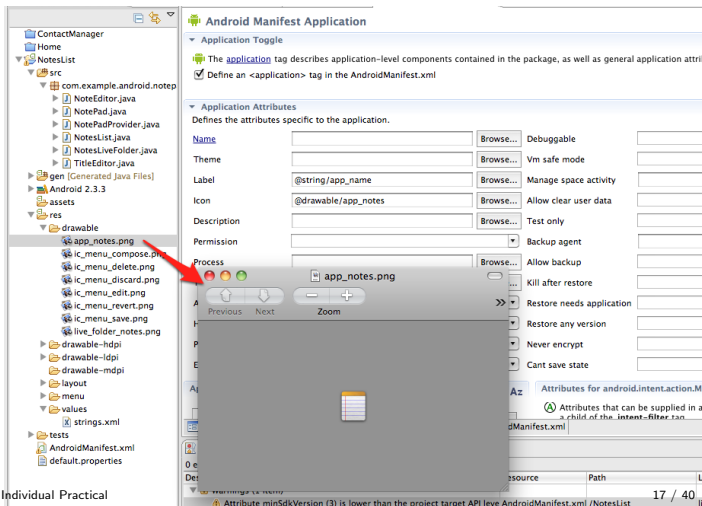 ContactManager
Home
NotesList
src
com.example.android.notep
NoteEditor.java
NotePad.java
NotePadProvider.java
NotesList.java
NotesLiveFolder.java
TitleEditor.java
gen [Generated Java Files]
Android 2.3.3
assets
res
drawable
app_notes.png
ic_menu_compose.png
ic_menu_delete.png
ic_menu_discard.png
ic_menu_edit.png
ic_menu_revert.png
ic_menu_save.png
live_folder_notes.png
drawable-hdpi
drawable-ldpi
drawable-mdpi
layout
menu
values
strings.xml
tests
AndroidManifest.xml
default.properties
Android Manifest Application
Application Toggle
The application tag describes application-level components contained in the package, as well as general application attri
Define an <application> tag in the AndroidManifest.xml
Application Attributes
Defines the attributes specific to the application.
Name Browse... Debuggable
Theme Browse... Vm safe mode
Label @string/app_name Browse... Manage space activity
Icon @drawable/app_notes Browse... Allow clear user data
Description Browse... Test only
Permission Backup agent
Process Browse... Allow backup
Kill after restore
Restore needs application
Restore any version
Never encrypt
Cant save state
app_notes.png
Previous Next Zoom
Az Attributes for android.intent.action.M
Attributes that can be supplied in a
a child of the intent-filter tag
dManifest.xml
0 e
Des esource Path L
Warnings (1 item)
Attribute minSdkVersion (3) is lower than the project target API leve AndroidManifest.xml /NotesList
Individual Practical
17 / 40